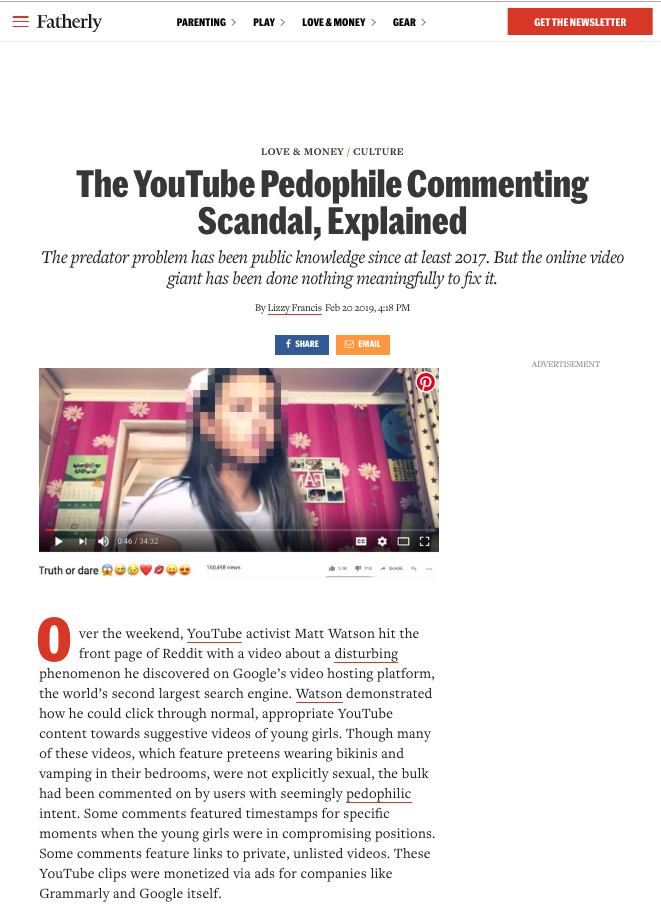 Fatherly
PARENTING
PLAY
LOVE & MONEY
GEAR
GET THE NEWSLETTER
LOVE & MONEY / CULTURE
The YouTube Pedophile Commenting
Scandal, Explained
The predator problem has been public knowledge since at least 2017. But the online video
giant has been done nothing meaningfully to fix it.
By Lizzy Francis Feb 20 2019, 4:18 PM
SHARE
EMAIL
ADVERTISEMENT
0:46 / 34:32
Truth or dare 😱😅😥❤️💋😀😍
160,498 views
SHARE
Over the weekend, YouTube activist Matt Watson hit the
front page of Reddit with a video about a disturbing
phenomenon he discovered on Google's video hosting platform,
the world's second largest search engine. Watson demonstrated
how he could click through normal, appropriate YouTube
content towards suggestive videos of young girls. Though many
of these videos, which feature preteens wearing bikinis and
vamping in their bedrooms, were not explicitly sexual, the bulk
had been commented on by users with seemingly pedophilic
intent. Some comments featured timestamps for specific
moments when the young girls were in compromising positions.
Some comments feature links to private, unlisted videos. These
YouTube clips were monetized via ads for companies like
Grammarly and Google itself.